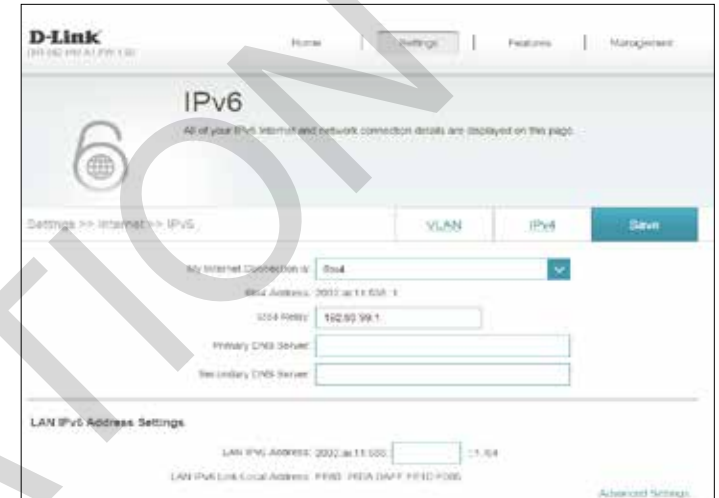 D-Link
Home | Settings | Features | Management
IPv6
All of your IPv6 Internet and network connection details are displayed on this page.
Settings >> Internet >> IPv6 VLAN IPv4 Save
My Internet Connection is: 6to4
6to4 Address:
6to4 Relay: 192.88.99.1
Primary DNS Server:
Secondary DNS Server:
LAN IPv6 Address Settings
LAN IPv6 Address:
LAN IPv6 Link-Local Address:
Advanced Settings
TION